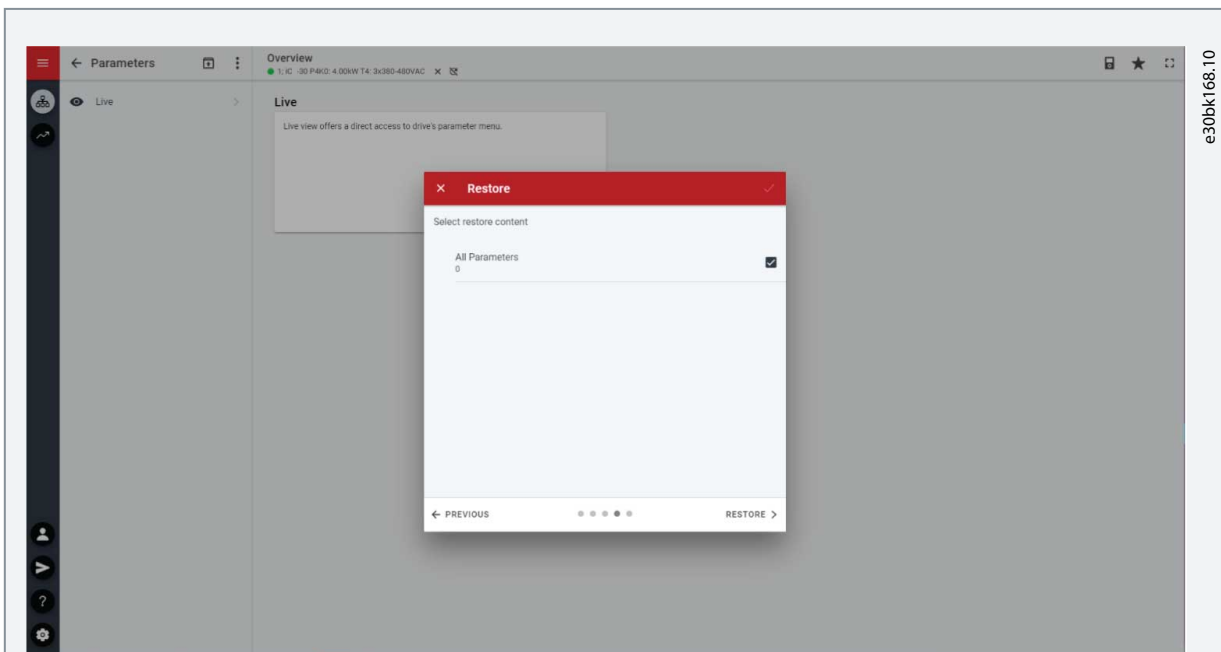 Parameters
Overview
1; iC -30 P4K0: 4.00kW T4: 3x380-480VAC
Live
Live
Live view offers a direct access to drive's parameter menu.
Restore
Select restore content
All Parameters
0
← PREVIOUS
RESTORE >
?
e30bk168.10